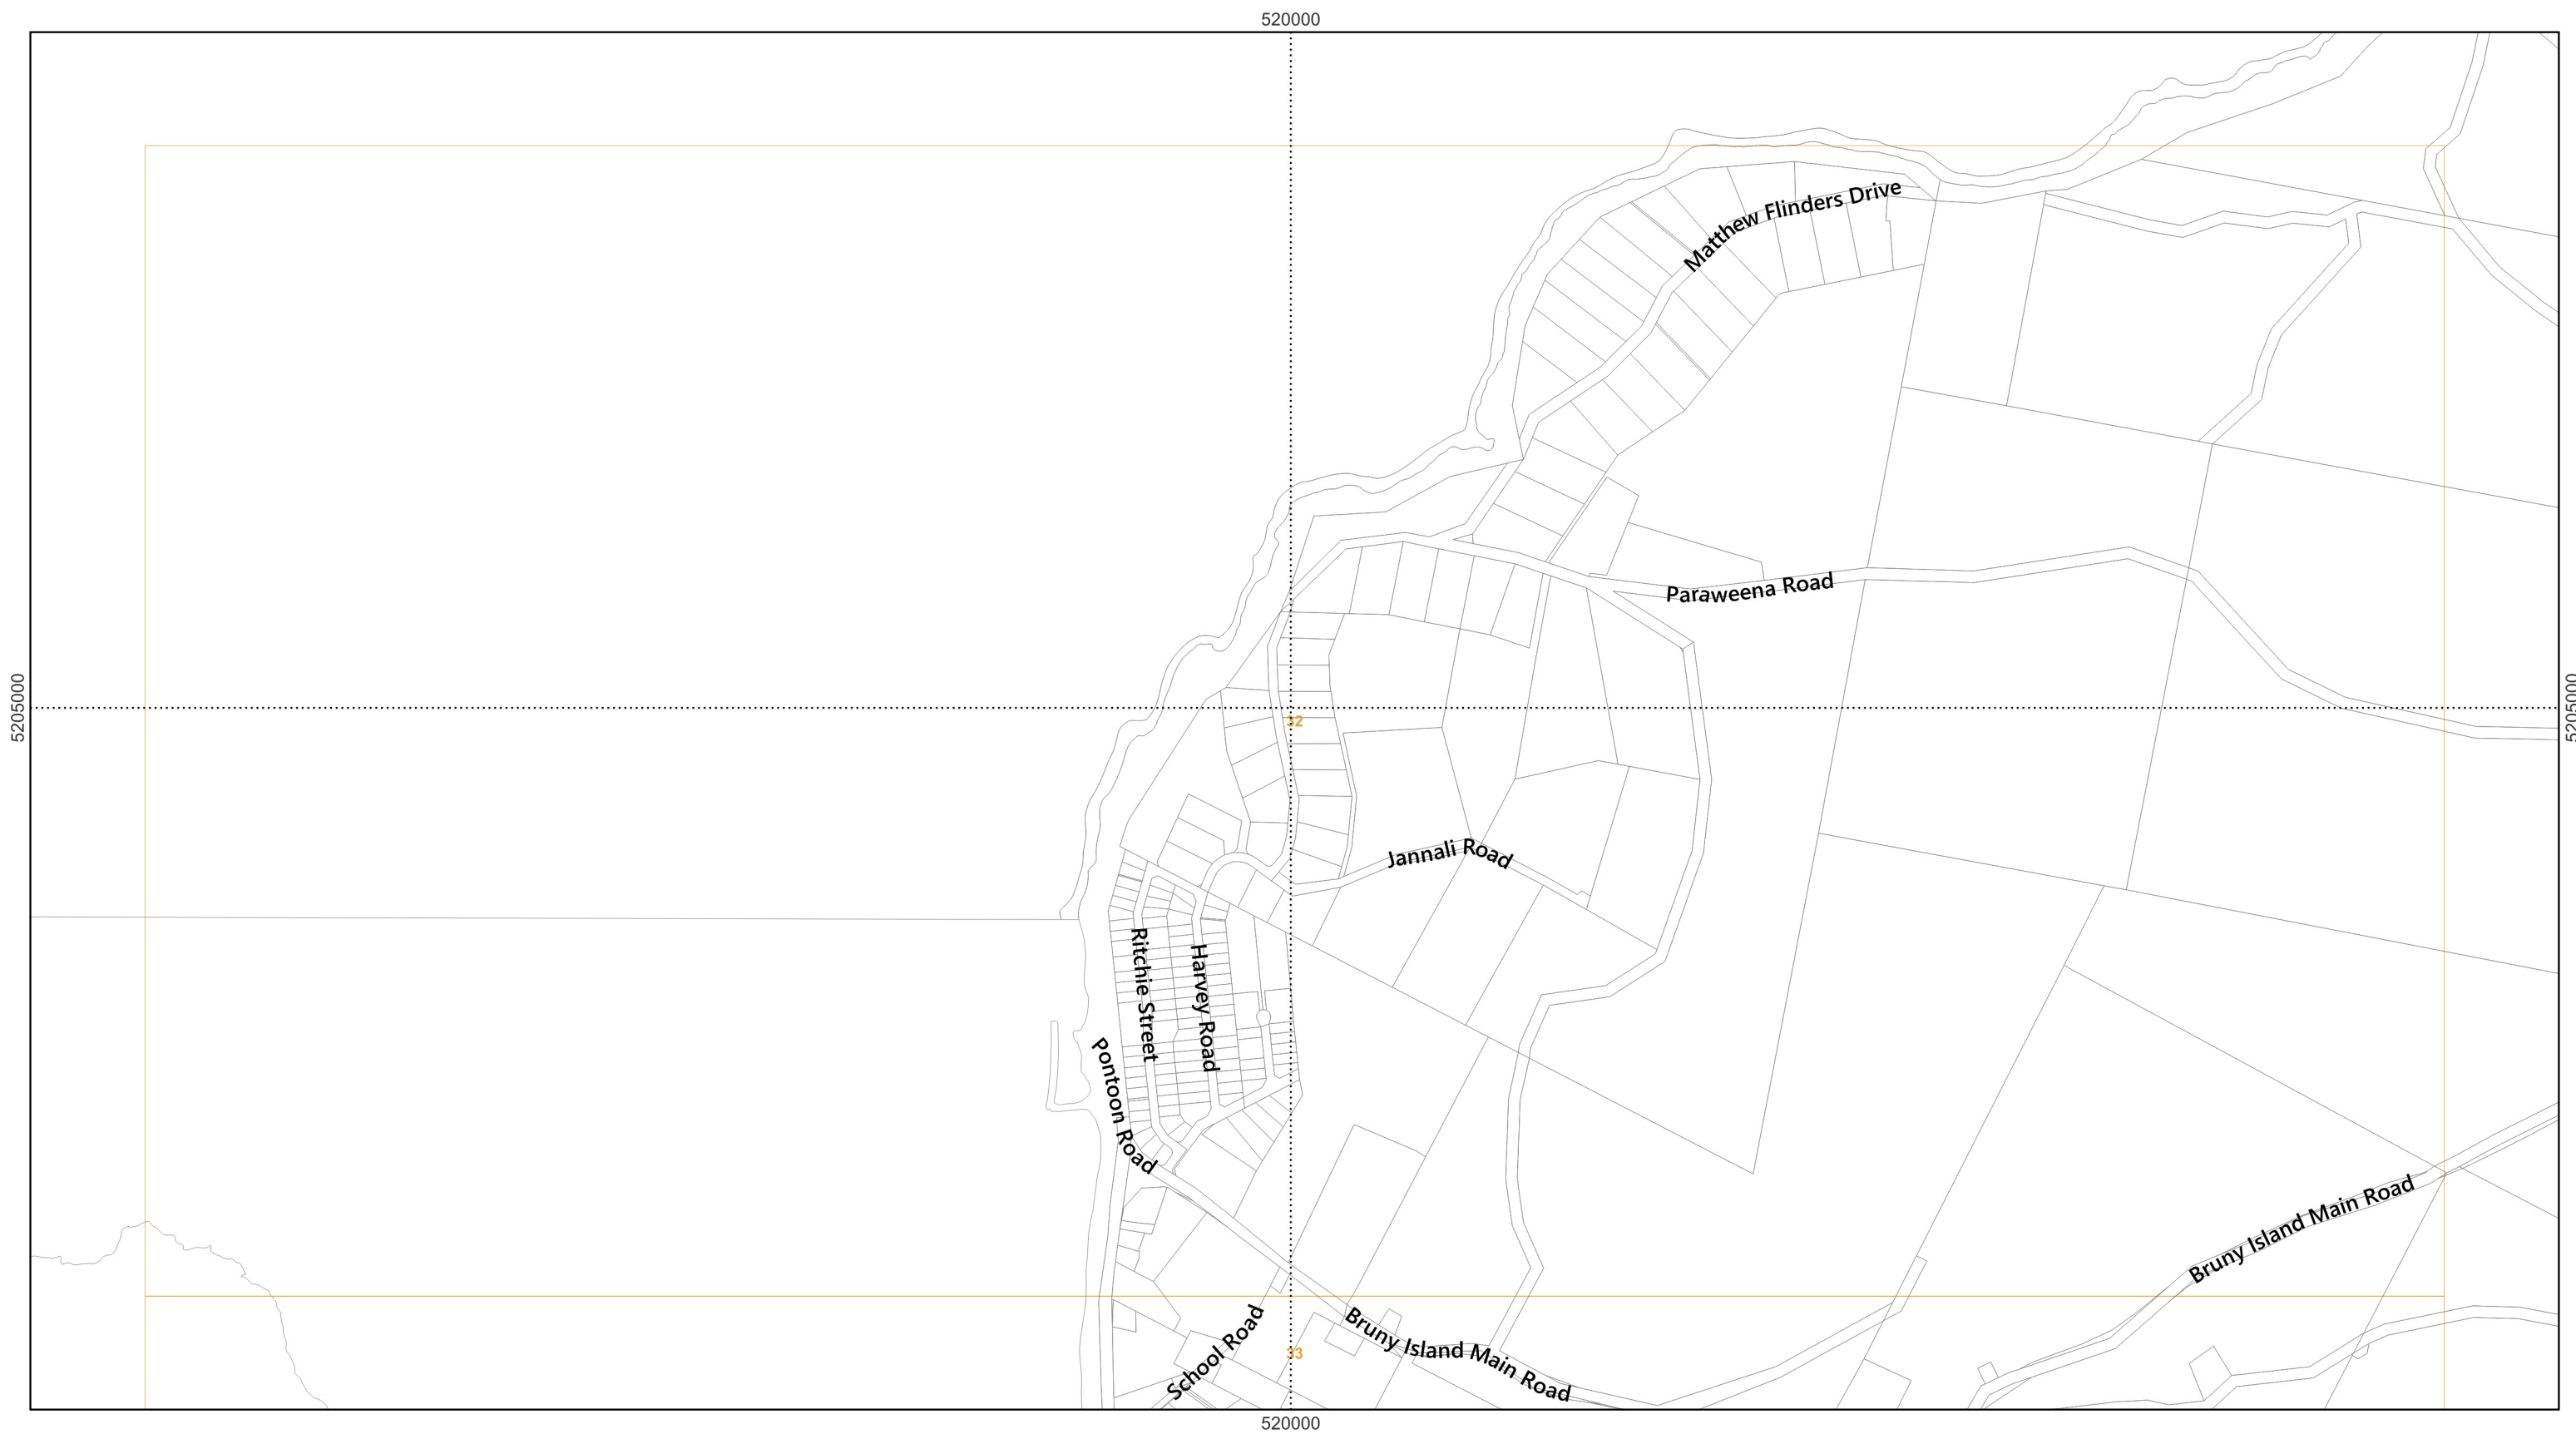 520000
Matthew Flinders Drive
Paraweena Road
5205000
5205000
32
Jannali Road
Ritchie Street
Harvey Road
Pontoon Road
Bruny Island Main Road
School Road
Bruny Island Main Road
33
520000